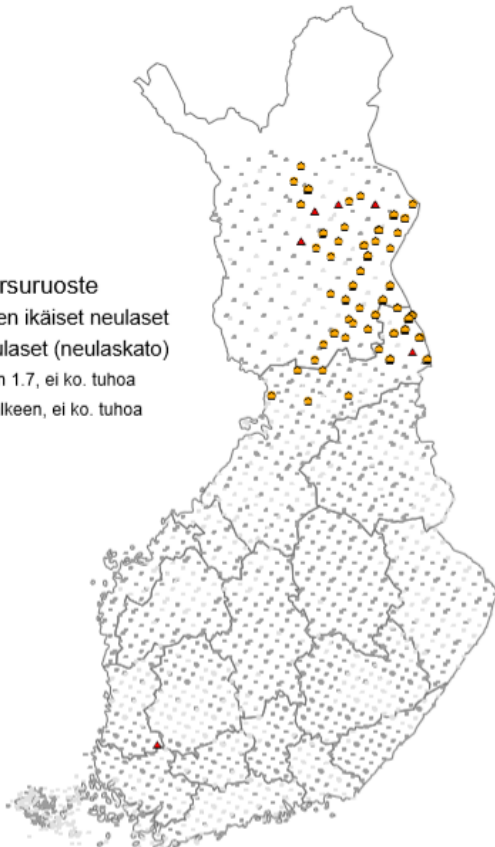 rsuruoste
en ikäiset neulaset
ulaset (neulaskato)
n 1.7, ei ko. tuhoa
lkeen, ei ko. tuhoa